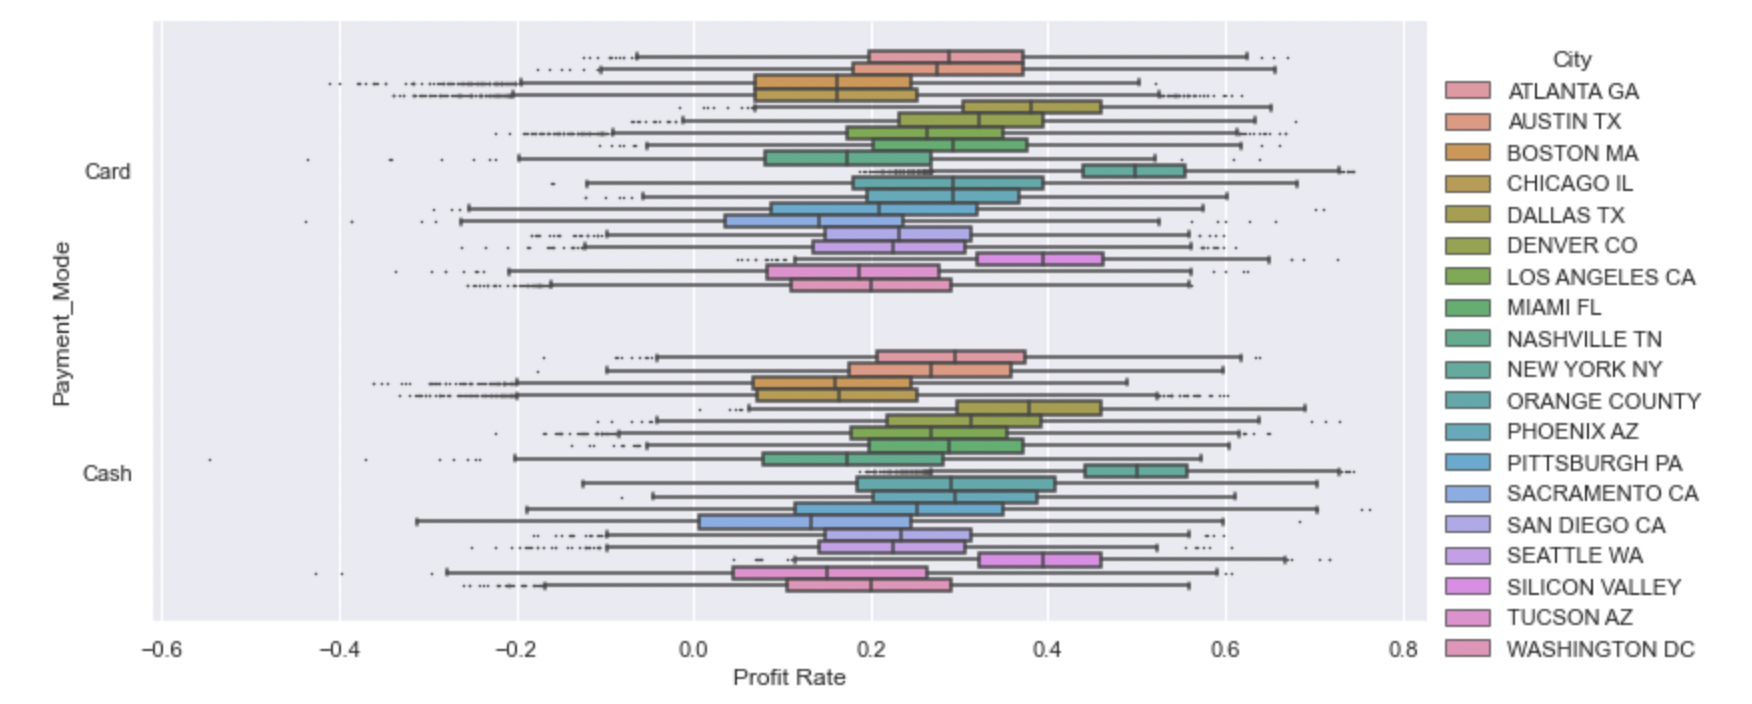 City
ATLANTA GA
AUSTIN TX
BOSTON MA
CHICAGO IL
DALLAS TX
DENVER CO
LOS ANGELES CA
MIAMI FL
NASHVILLE TN
NEW YORK NY
ORANGE COUNTY
PHOENIX AZ
PITTSBURGH PA
SACRAMENTO CA
SAN DIEGO CA
SEATTLE WA
SILICON VALLEY
TUCSON AZ
WASHINGTON DC
Payment_Mode
Card
Cash
−0.6 −0.4 −0.2 0.0 0.2 0.4 0.6 0.8
Profit Rate